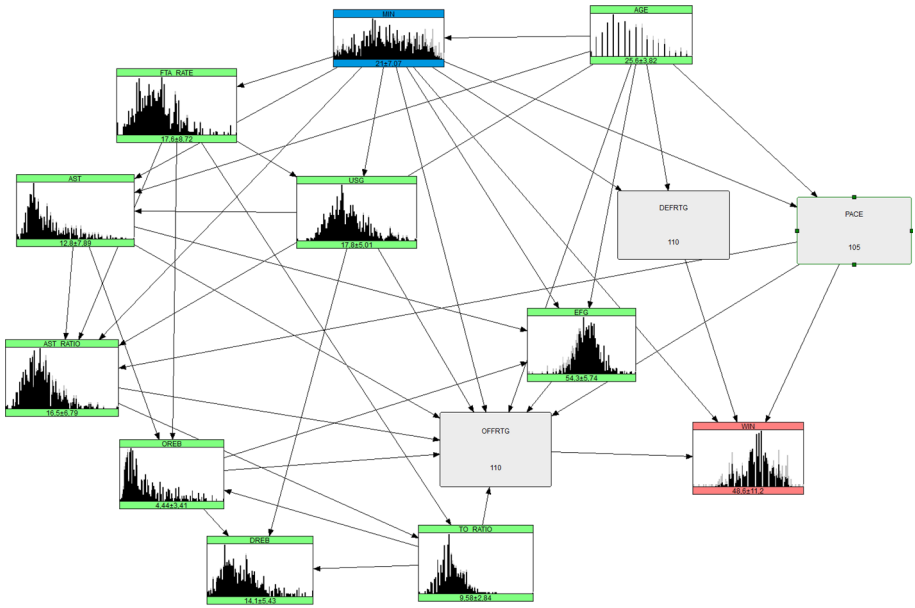 MIN
21±7.07
AGE
25.6±3.82
FTA_RATE
17.6±8.72
AST
12.8±7.89
USG
17.8±5.01
DEFRTG
110
PACE
105
EFG
54.3±5.74
AST_RATIO
16.5±6.79
OFFRTG
110
WIN
48.6±11.2
OREB
4.44±3.41
TO_RATIO
9.58±2.84
DREB
14.1±5.43